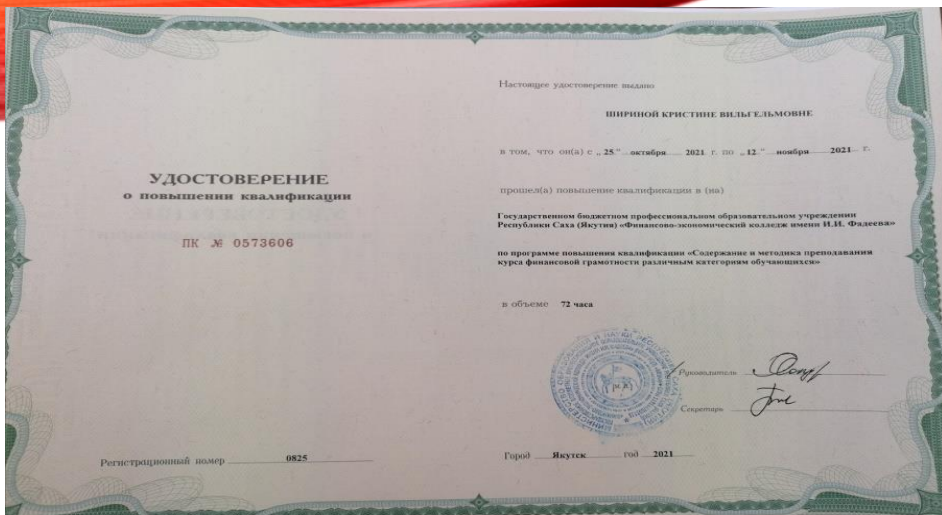 УДОСТОВЕРЕНИЕ
о повышении квалификации
ПК № 0573606
Регистрационный номер 0825
Настоящее удостоверение выдано
ШИРИНОЙ КРИСТИНЕ ВИЛЬГЕЛЬМОВНЕ
в том, что он(а) с „ 25 " октября 2021 г. по „ 12 " ноября 2021 г.
прошел(а) повышение квалификации в (на)
Государственном бюджетном профессиональном образовательном учреждении
Республики Саха (Якутия) «Финансово-экономический колледж имени И.И. Фадеева»
по программе повышения квалификации «Содержание и методика преподавания
курса финансовой грамотности различным категориям обучающихся»
в объеме 72 часа
М.П.
Руководитель
Секретарь
Город Якутск год 2021